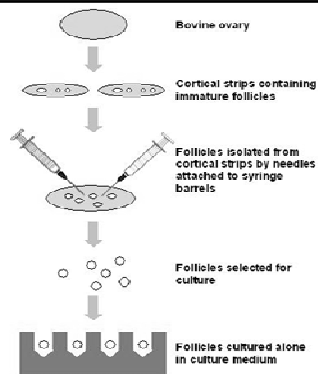 Bovine ovary
Cortical strips containing
immature follicles
Follicles isolated from
cortical strips by needles
attached to syringe
barrels
Follicles selected for
culture
Follicles cultured alone
in culture medium